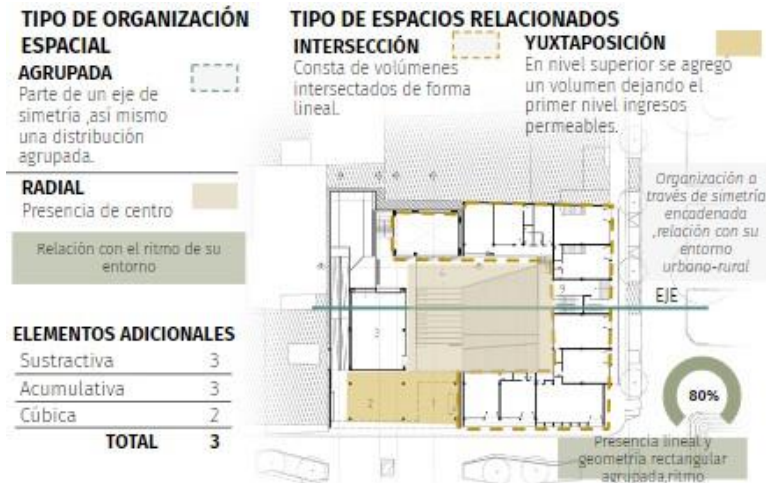 TIPO DE ORGANIZACIÓN
ESPACIAL
AGRUPADA
Parte de un eje de
simetría ,así mismo
una distribución
agrupada.
RADIAL
Presencia de centro
Relación con el ritmo de su
entorno
ELEMENTOS ADICIONALES
Sustractiva 3
Acumulativa 3
Cúbica 2
TOTAL 3
TIPO DE ESPACIOS RELACIONADOS
INTERSECCIÓN
Consta de volúmenes
intersectados de forma
lineal.
YUXTAPOSICIÓN
En nivel superior se agregó
un volumen dejando el
primer nivel ingresos
permeables.
Organización a
través de simetría
encadenada
,relación con su
entorno
urbano-rural
EJE
80%
Presencia lineal y
geometría rectangular
agrupada,ritmo